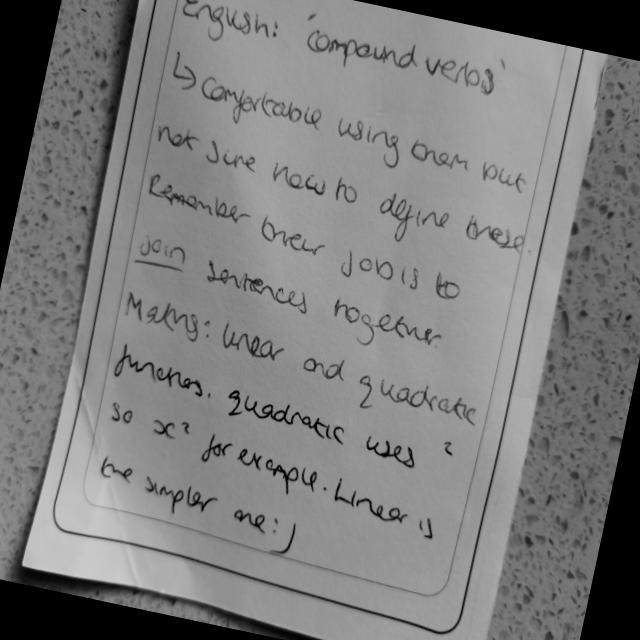 English: 'Compound verbs'
↳ Comfortable using them but
not sure how to define these.
Remember their job is to
join sentences together
Maths: linear and quadratic
functions. quadratic uses ²
so x² for example. Linear is
the simpler one :)